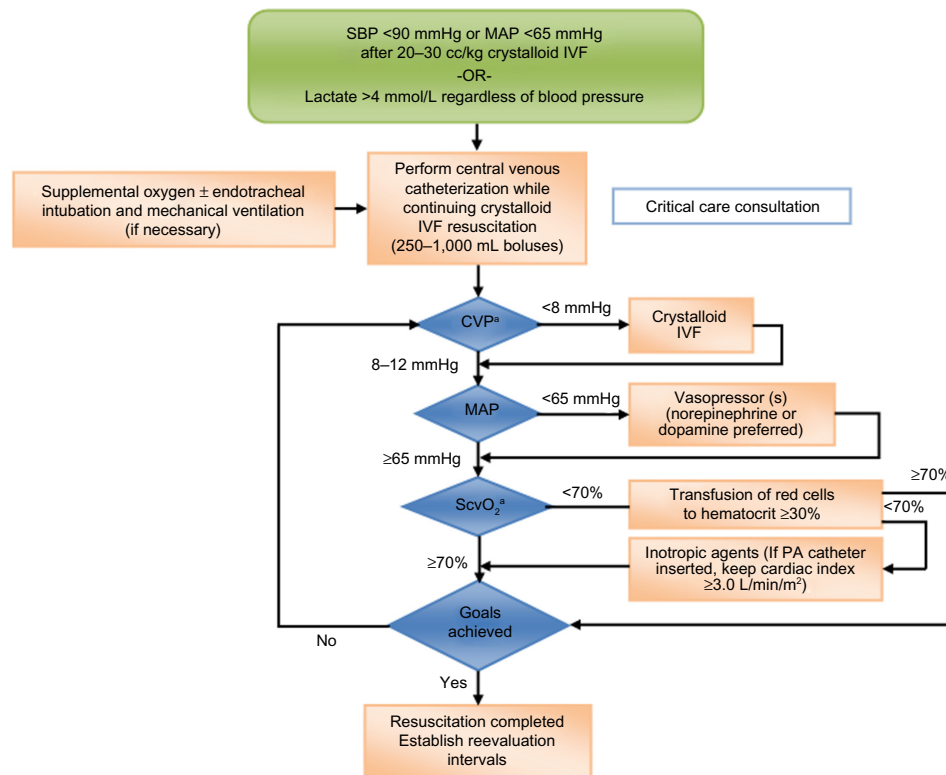 SBP <90 mmHg or MAP <65 mmHg
after 20–30 cc/kg crystalloid IVF
-OR-
Lactate >4 mmol/L regardless of blood pressure
Supplemental oxygen ± endotracheal
intubation and mechanical ventilation
(if necessary)
Perform central venous
catheterization while
continuing crystalloid
IVF resuscitation
(250–1,000 mL boluses)
Critical care consultation
CVPᵃ
<8 mmHg
Crystalloid
IVF
8–12 mmHg
MAP
<65 mmHg
Vasopressor (s)
(norepinephrine or
dopamine preferred)
≥65 mmHg
ScvO₂ᵃ
<70%
Transfusion of red cells
to hematocrit ≥30%
≥70%
<70%
Inotropic agents (If PA catheter
inserted, keep cardiac index
≥3.0 L/min/m²)
≥70%
Goals
achieved
No
Yes
Resuscitation completed
Establish reevaluation
intervals